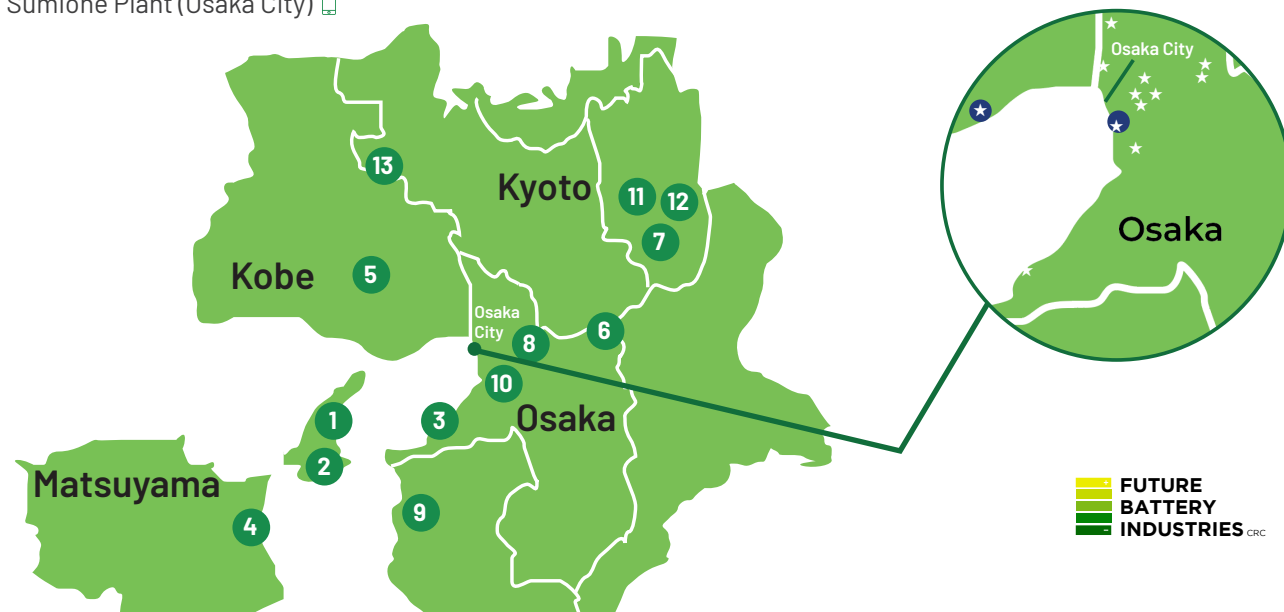 Sumione Plant (Osaka City)
Osaka City
13
Kyoto
11
12
7
Osaka
Kobe
5
Osaka
City
8
6
10
1
3
Osaka
2
Matsuyama
4
9
FUTURE
BATTERY
INDUSTRIES CRC